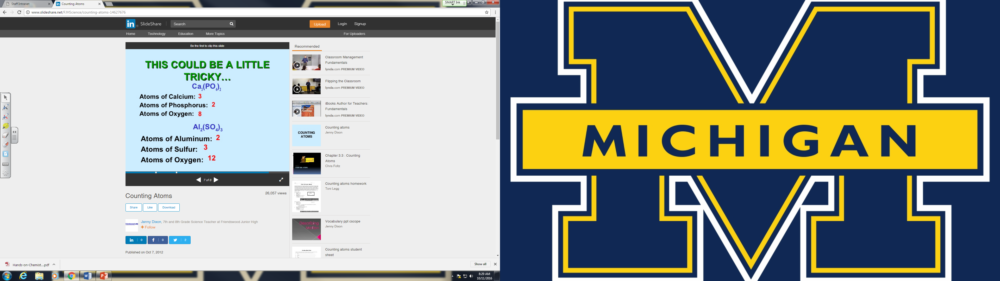 Staff Intranet
Counting Atoms
SMART Ink
www.slideshare.net/FJHScience/counting-atoms-14627676
in SlideShare
Search
Upload
Login
Signup
Home
Technology
Education
More Topics
For Uploaders
Be the first to clip this slide
THIS COULD BE A LITTLE
TRICKY…
Ca₃(PO₄)₂
Atoms of Calcium: 3
Atoms of Phosphorus: 2
Atoms of Oxygen: 8
Al₂(SO₄)₃
Atoms of Aluminum: 2
Atoms of Sulfur: 3
Atoms of Oxygen: 12
7 of 8
Counting Atoms
26,057 views
Share
Like
Download
Jenny Dixon, 7th and 8th Grade Science Teacher at Friendswood Junior High
+ Follow
in 0
f 0
2
Published on Oct 7, 2012
Recommended
Classroom Management
Fundamentals
lynda.com PREMIUM VIDEO
Flipping the Classroom
lynda.com PREMIUM VIDEO
iBooks Author for Teachers:
Fundamentals
lynda.com PREMIUM VIDEO
Geology
Counting atoms
Jenny Dixon
COUNTING
ATOMS
Chapter 3.3 : Counting
Atoms
Chris Foltz
COUNTING ATOMS
Counting atoms homework
Toni Legg
Vocabulary ppt cscope
Jenny Dixon
Counting atoms student
sheet
Hands-on-Chemist....pdf
Show all
8:29 AM
10/11/2016
MICHIGAN